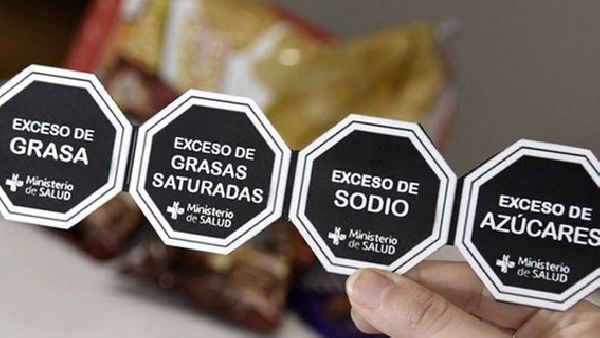 EXCESO DE
GRASA
Ministerio
de SALUD
EXCESO DE
GRASAS
SATURADAS
Ministerio
de SALUD
EXCESO DE
SODIO
Ministerio
de SALUD
EXCESO DE
AZÚCARES
Ministerio
de SALUD